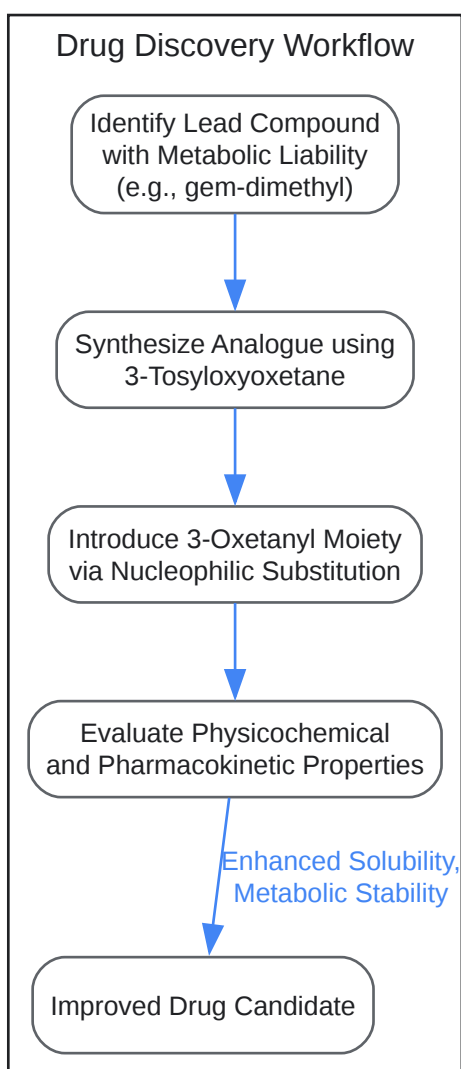 Drug Discovery Workflow
Identify Lead Compound
with Metabolic Liability
(e.g., gem-dimethyl)
Synthesize Analogue using
3-Tosyloxyoxetane
Introduce 3-Oxetanyl Moiety
via Nucleophilic Substitution
Evaluate Physicochemical
and Pharmacokinetic Properties
Enhanced Solubility,
Metabolic Stability
Improved Drug Candidate